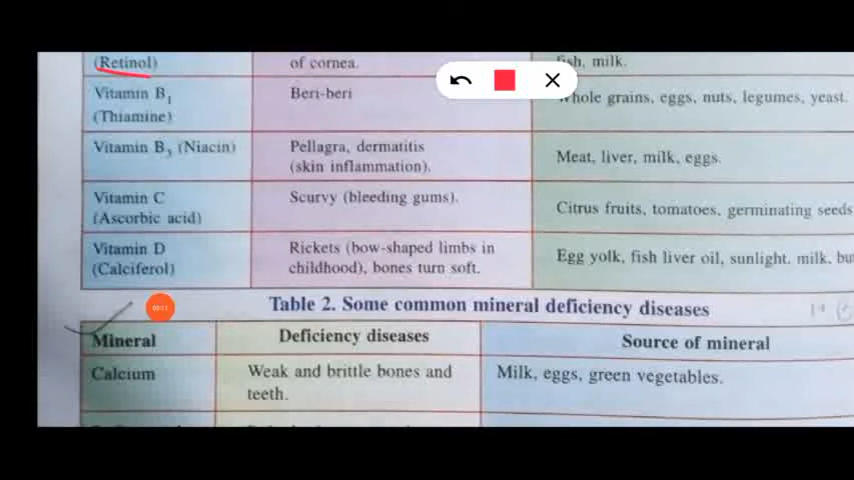 (Retinol) of cornea. fish, milk.
Vitamin B1 Beri-beri Whole grains, eggs, nuts, legumes, yeast.
(Thiamine)
Vitamin B3 (Niacin) Pellagra, dermatitis
(skin inflammation). Meat, liver, milk, eggs.
Vitamin C Scurvy (bleeding gums).
(Ascorbic acid) Citrus fruits, tomatoes, germinating seeds
Vitamin D Rickets (bow-shaped limbs in
(Calciferol) childhood), bones turn soft. Egg yolk, fish liver oil, sunlight, milk,
Table 2. Some common mineral deficiency diseases
Mineral Deficiency diseases Source of mineral
Calcium Weak and brittle bones and Milk, eggs, green vegetables.
teeth.